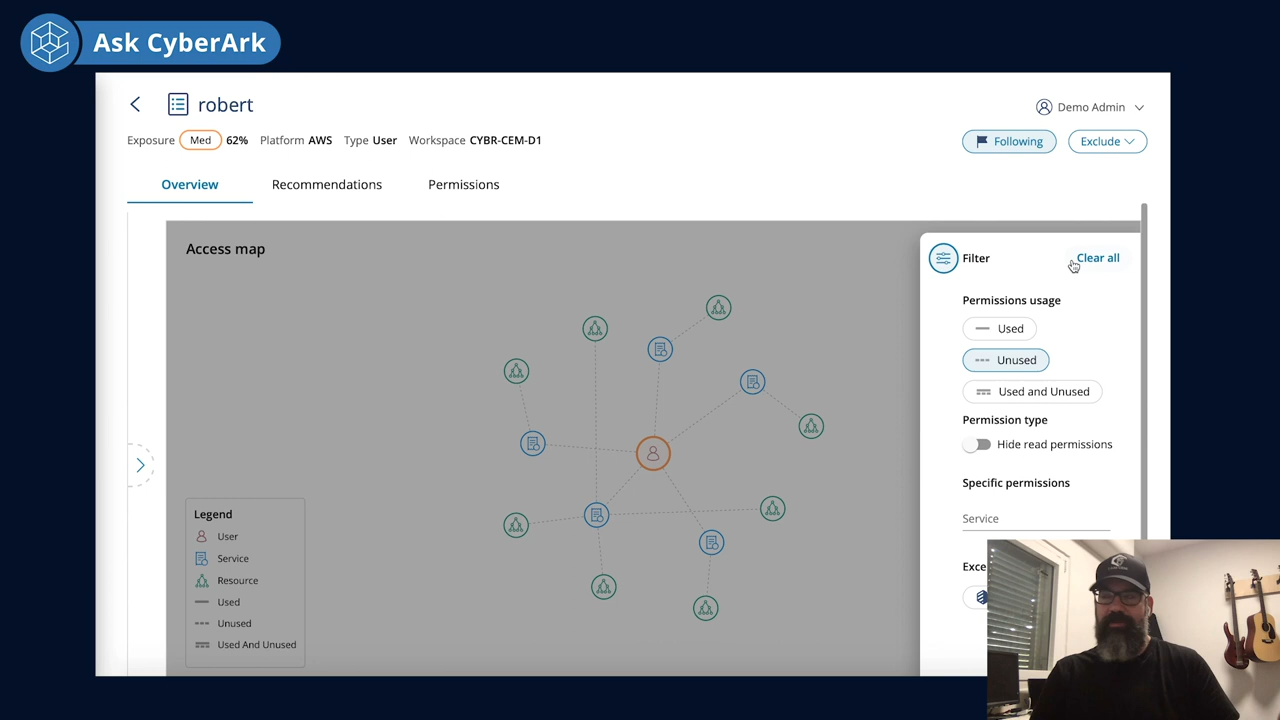 Ask CyberArk
robert
Demo Admin
Exposure Med 62% Platform AWS Type User Workspace CYBR-CEM-D1
Following
Exclude
Overview
Recommendations
Permissions
Access map
Filter
Clear all
Permissions usage
Used
Unused
Used and Unused
Permission type
Hide read permissions
Specific permissions
Service
Exce
Legend
User
Service
Resource
Used
Unused
Used And Unused